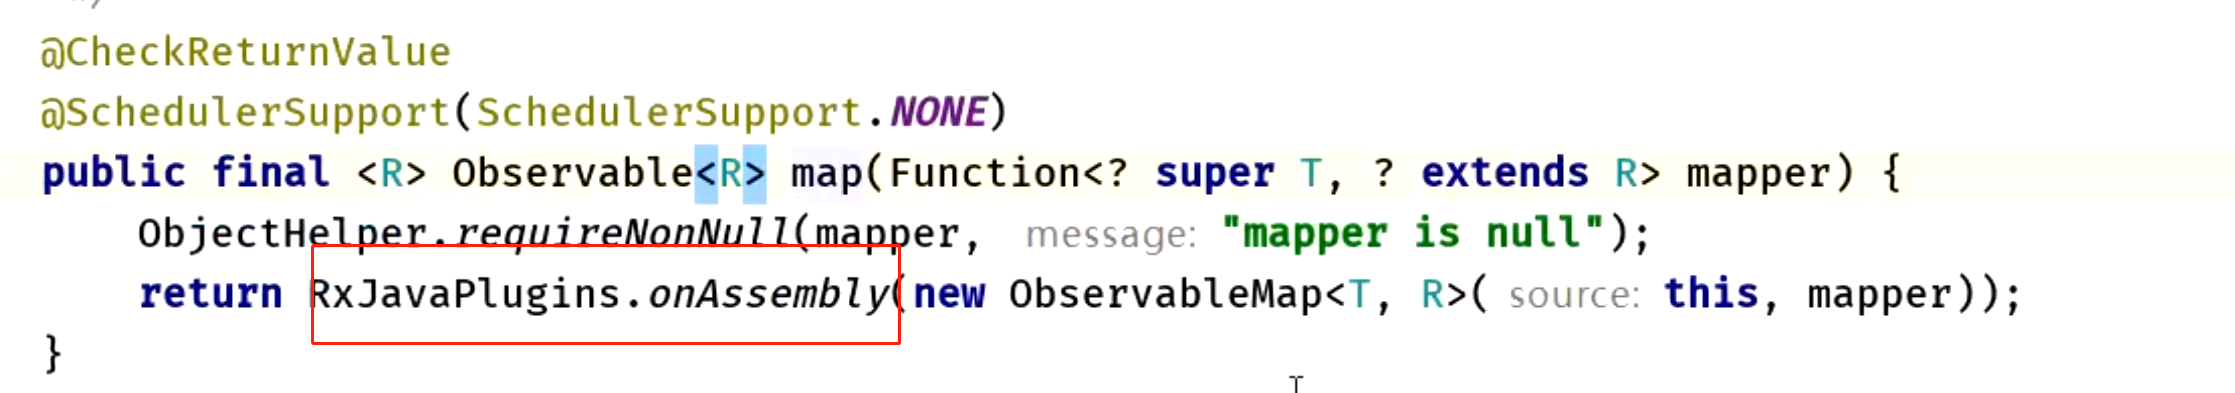 @CheckReturnValue
@SchedulerSupport(SchedulerSupport.NONE)
public final <R> Observable<R> map(Function<? super T, ? extends R> mapper) {
ObjectHelper.requireNonNull(mapper, message: "mapper is null");
return RxJavaPlugins.onAssembly(new ObservableMap<T, R>( source: this, mapper));
}